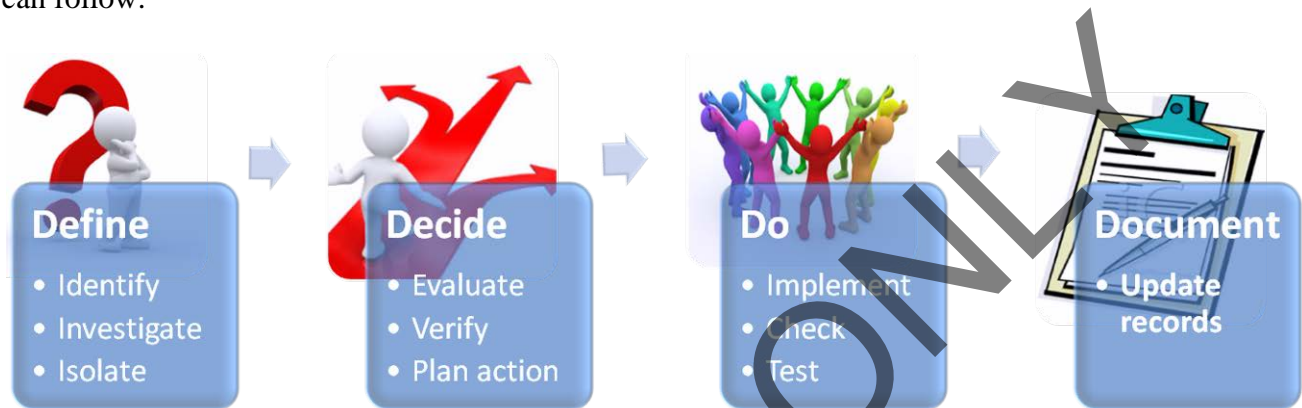 can follow:
Define
• Identify
• Investigate
• Isolate
Decide
• Evaluate
• Verify
• Plan action
Do
• Implement
• Check
• Test
Document
• Update
records
ONLY